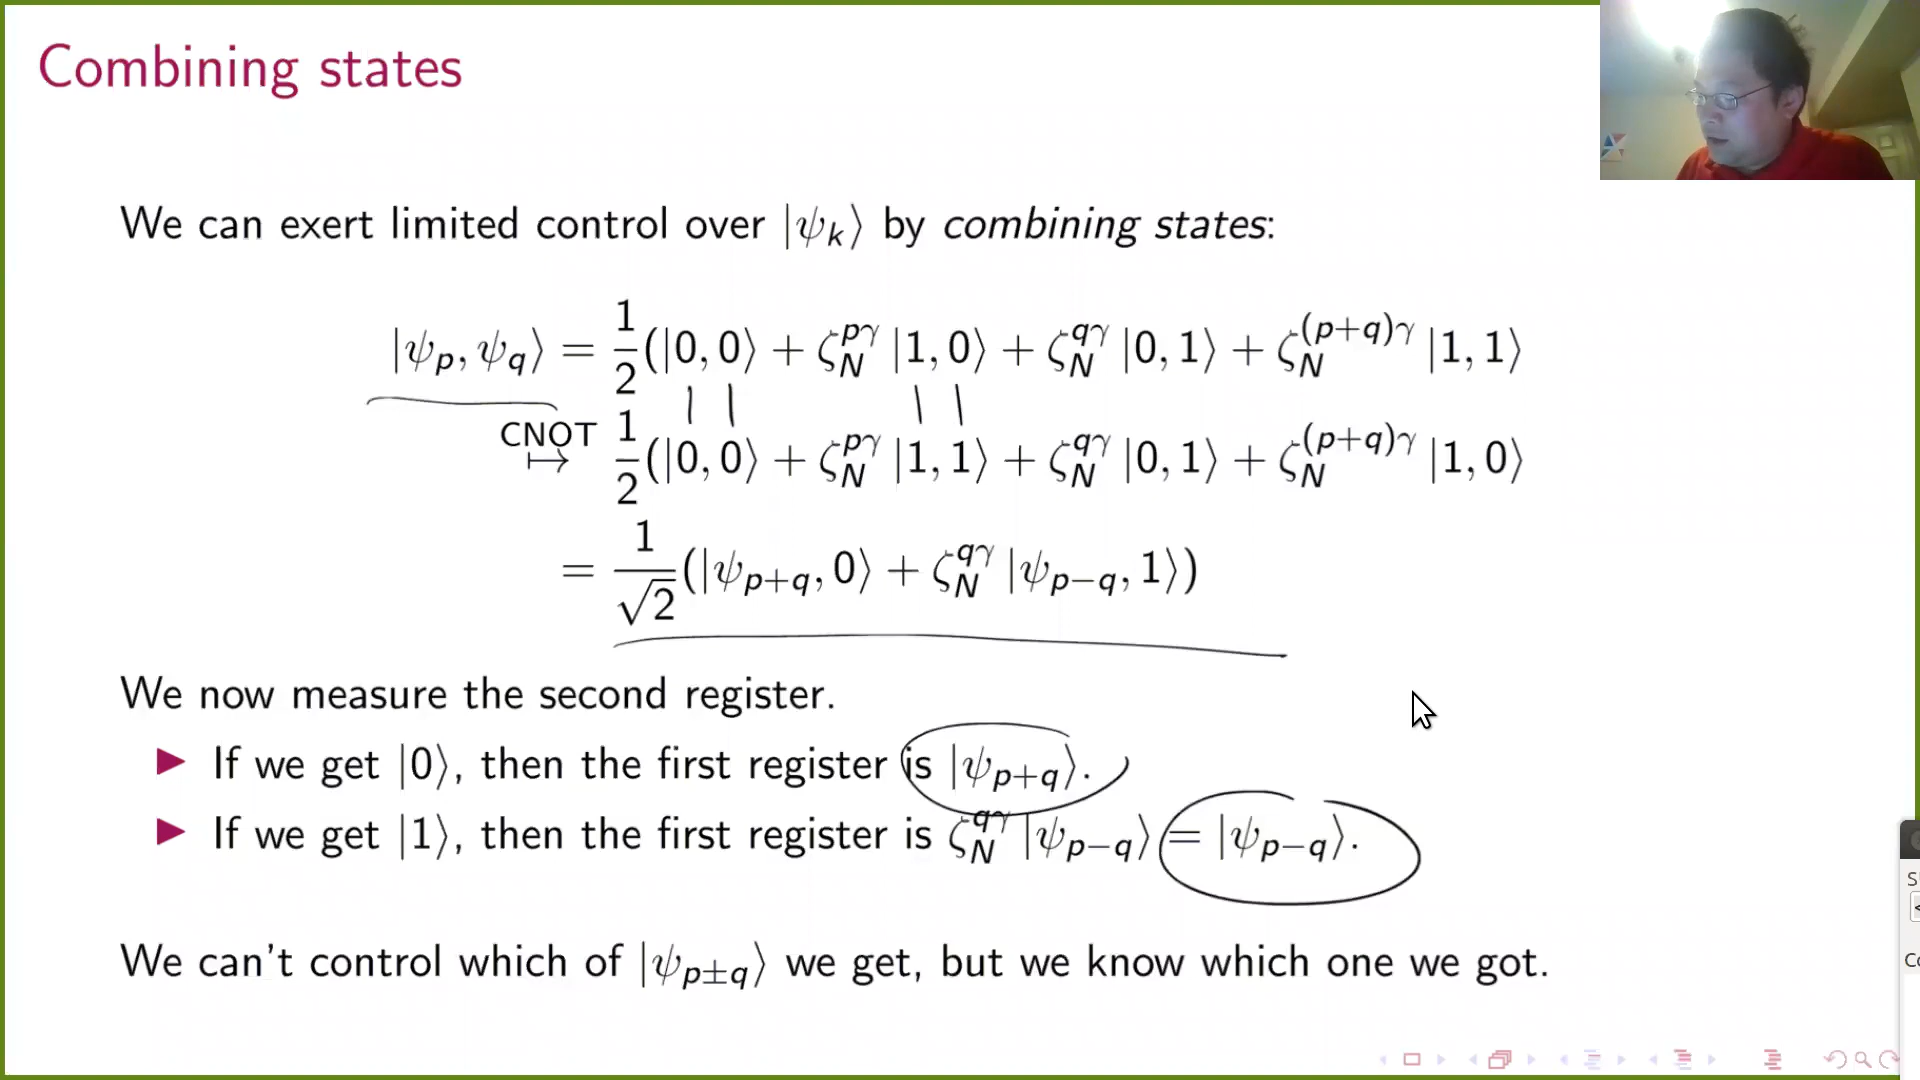 Combining states
We can exert limited control over |ψ_k⟩ by combining states:
|ψ_p, ψ_q⟩ = 1/2(|0, 0⟩ + ζ_N^{pγ} |1, 0⟩ + ζ_N^{qγ} |0, 1⟩ + ζ_N^{(p+q)γ} |1, 1⟩
CNOT ↦ 1/2(|0, 0⟩ + ζ_N^{pγ} |1, 1⟩ + ζ_N^{qγ} |0, 1⟩ + ζ_N^{(p+q)γ} |1, 0⟩
= 1/√2(|ψ_{p+q}, 0⟩ + ζ_N^{qγ} |ψ_{p−q}, 1⟩)
We now measure the second register.
▶ If we get |0⟩, then the first register is |ψ_{p+q}⟩.
▶ If we get |1⟩, then the first register is ζ_N^{qγ} |ψ_{p−q}⟩ = |ψ_{p−q}⟩.
We can't control which of |ψ_{p±q}⟩ we get, but we know which one we got.